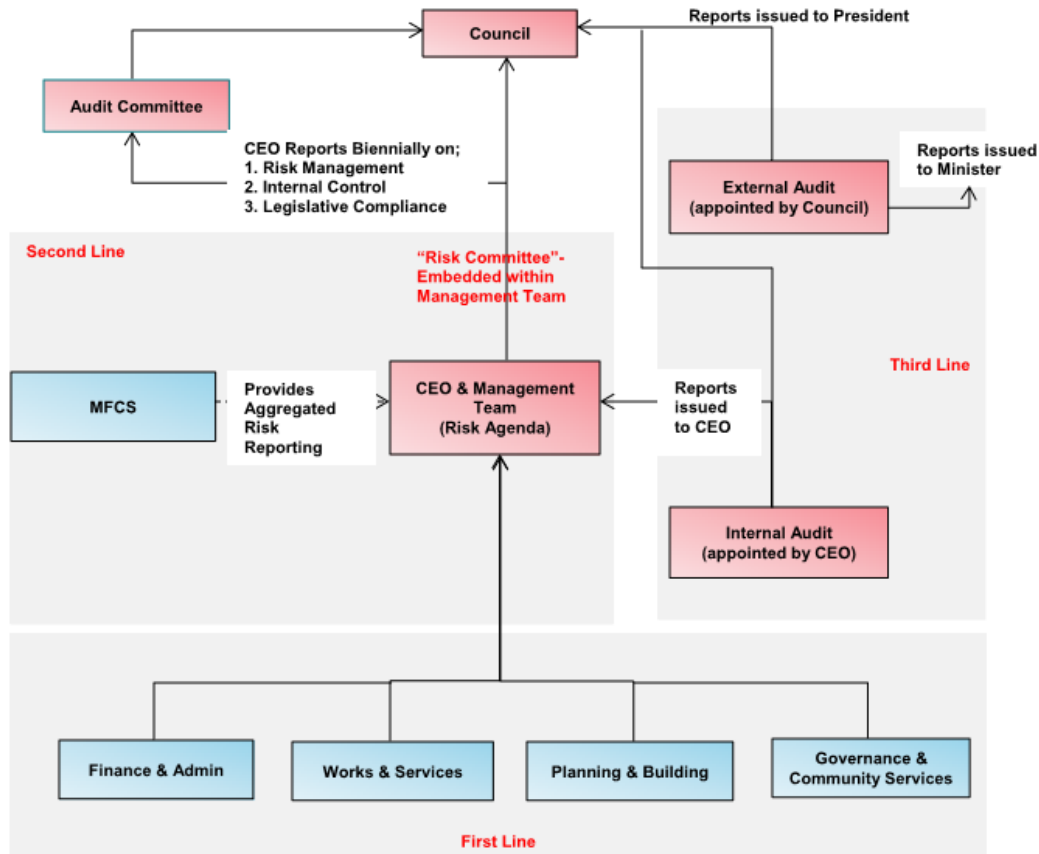 Reports issued to President
Council
Audit Committee
CEO Reports Biennially on;
1. Risk Management
2. Internal Control
3. Legislative Compliance
Reports issued
to Minister
External Audit
(appointed by Council)
Second Line
“Risk Committee”-
Embedded within
Management Team
Third Line
MFCS
Provides
Aggregated
Risk
Reporting
CEO & Management
Team
(Risk Agenda)
Reports
issued
to CEO
Internal Audit
(appointed by CEO)
Finance & Admin
Works & Services
Planning & Building
Governance &
Community Services
First Line